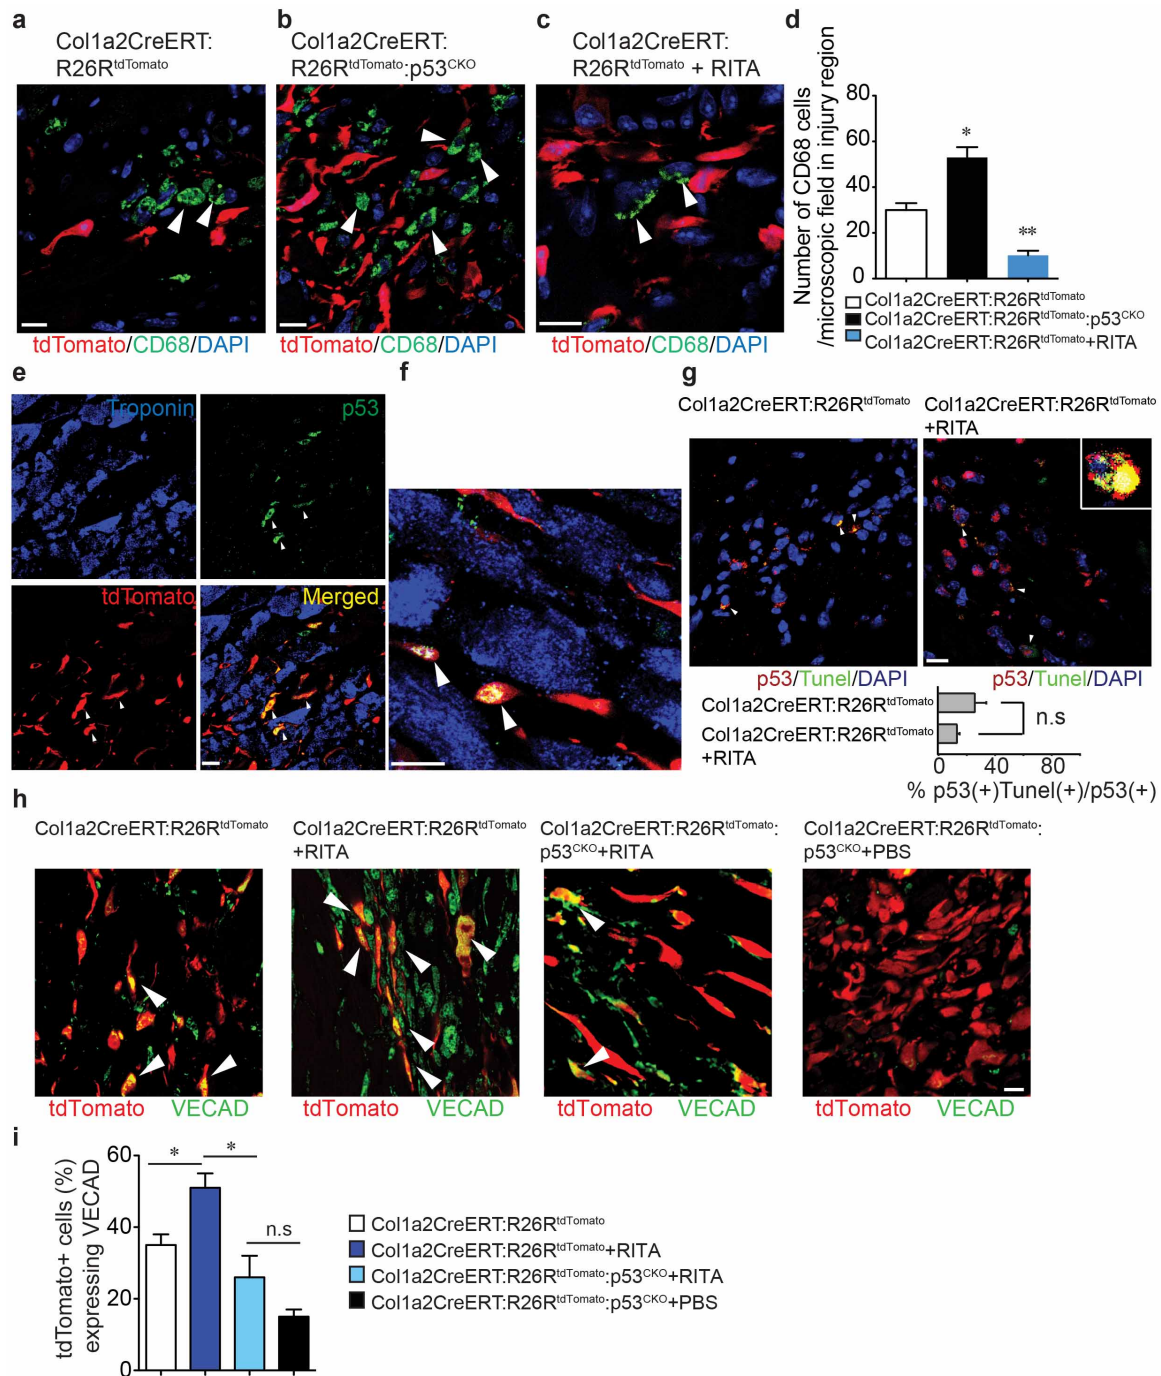 a
Col1a2CreERT:
R26RtdTomato
tdTomato/CD68/DAPI
b
Col1a2CreERT:
R26RtdTomato:p53CKO
tdTomato/CD68/DAPI
c
Col1a2CreERT:
R26RtdTomato + RITA
tdTomato/CD68/DAPI
d
Number of CD68 cells
/microscopic field in injury region
80
60
40
20
0
*
**
Col1a2CreERT:R26RtdTomato
Col1a2CreERT:R26RtdTomato:p53CKO
Col1a2CreERT:R26RtdTomato+RITA
e
Troponin
p53
tdTomato
Merged
f
g
Col1a2CreERT:R26RtdTomato
Col1a2CreERT:R26RtdTomato
+RITA
p53/Tunel/DAPI
p53/Tunel/DAPI
Col1a2CreERT:R26RtdTomato
Col1a2CreERT:R26RtdTomato
+RITA
n.s
0 40 80
% p53(+)Tunel(+)/p53(+)
h
Col1a2CreERT:R26RtdTomato
tdTomato VECAD
Col1a2CreERT:R26RtdTomato
+RITA
tdTomato VECAD
Col1a2CreERT:R26RtdTomato:
p53CKO+RITA
tdTomato VECAD
Col1a2CreERT:R26RtdTomato:
p53CKO+PBS
tdTomato VECAD
i
tdTomato+ cells (%)
expressing VECAD
60
40
20
0
*
*
n.s
Col1a2CreERT:R26RtdTomato
Col1a2CreERT:R26RtdTomato+RITA
Col1a2CreERT:R26RtdTomato:p53CKO+RITA
Col1a2CreERT:R26RtdTomato:p53CKO+PBS